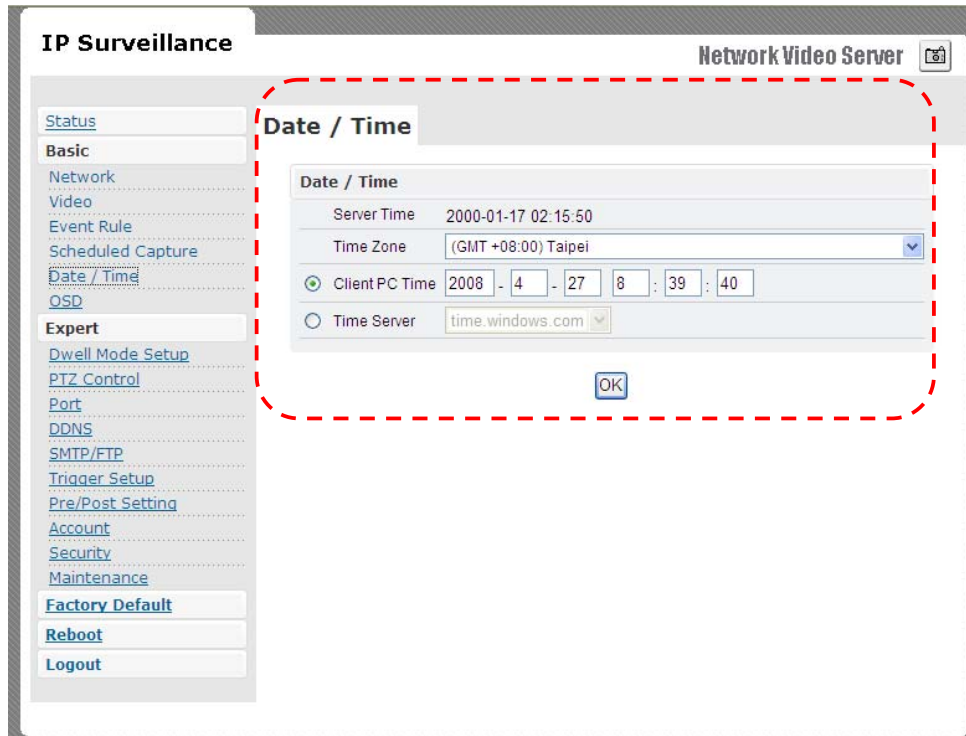 IP Surveillance
Network Video Server
Status
Basic
Network
Video
Event Rule
Scheduled Capture
Date / Time
OSD
Expert
Dwell Mode Setup
PTZ Control
Port
DDNS
SMTP/FTP
Trigger Setup
Pre/Post Setting
Account
Security
Maintenance
Factory Default
Reboot
Logout
Date / Time
Date / Time
Server Time 2000-01-17 02:15:50
Time Zone (GMT +08:00) Taipei
Client PC Time 2008 - 4 - 27 8 : 39 : 40
Time Server time.windows.com
OK